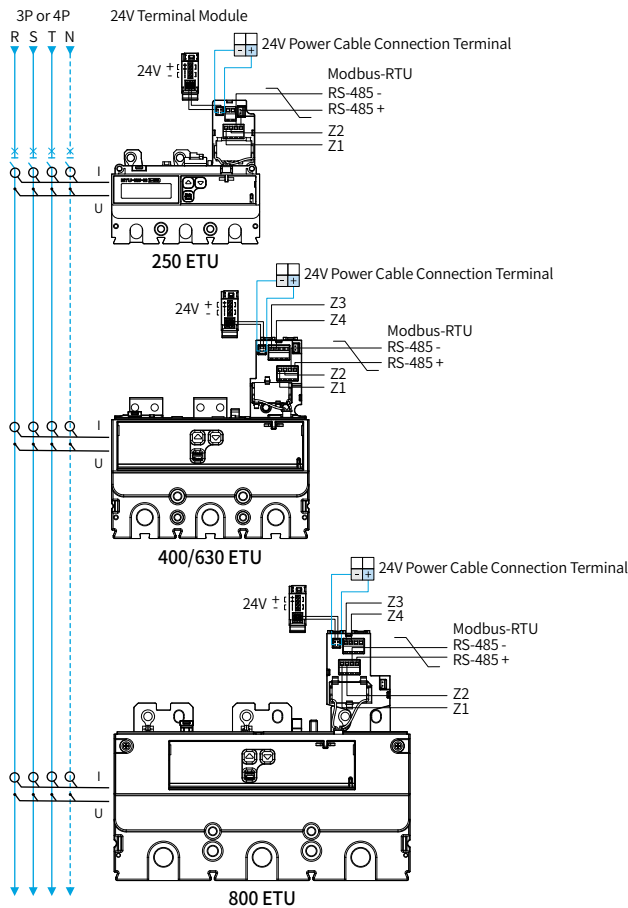 3P or 4P
24V Terminal Module
R S T N
24V Power Cable Connection Terminal
- +
24V + -
Modbus-RTU
RS-485 -
RS-485 +
Z2
Z1
I
U
250 ETU
24V Power Cable Connection Terminal
- +
24V + -
Z3
Z4
Modbus-RTU
RS-485 -
RS-485 +
Z2
Z1
I
U
400/630 ETU
24V Power Cable Connection Terminal
- +
24V + -
Z3
Z4
Modbus-RTU
RS-485 -
RS-485 +
Z2
Z1
I
U
800 ETU